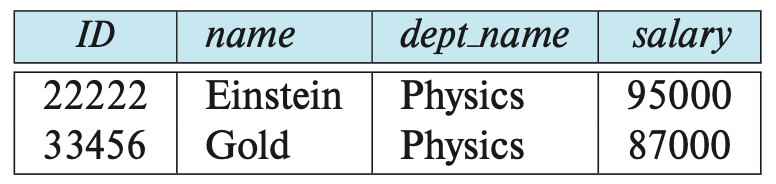 ID name dept_name salary
22222 Einstein Physics 95000
33456 Gold Physics 87000